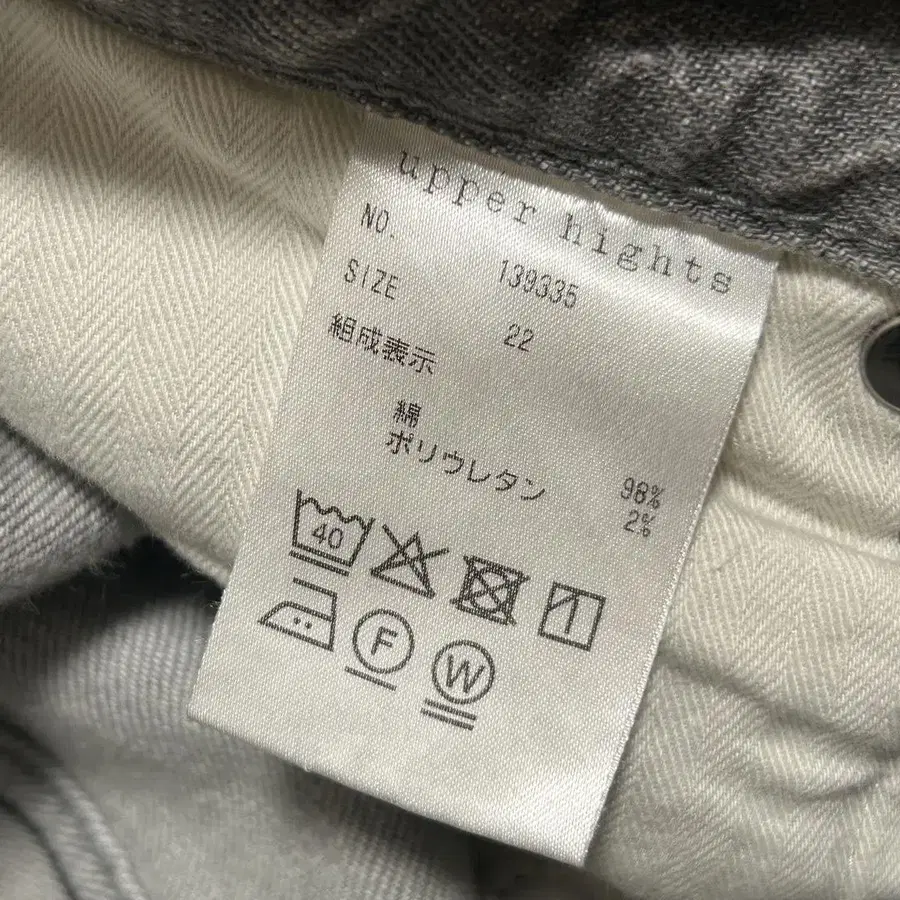 upper hights
NO. 139335
SIZE 22
組成表示
綿 98%
ポリウレタン 2%
40
F
W